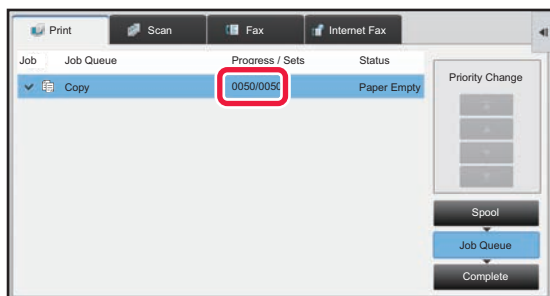 Print Scan Fax Internet Fax
Job Job Queue Progress / Sets Status
Copy 0050/0050 Paper Empty
Priority Change
Spool
Job Queue
Complete